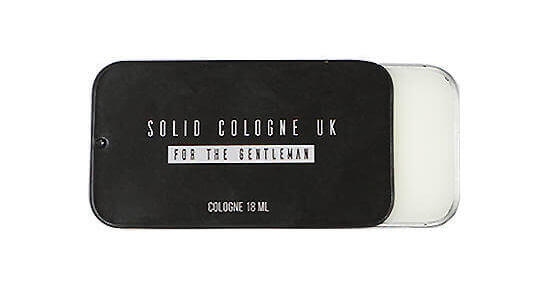 SOLID COLOGNE UK
FOR THE GENTLEMAN
COLOGNE 18 ML